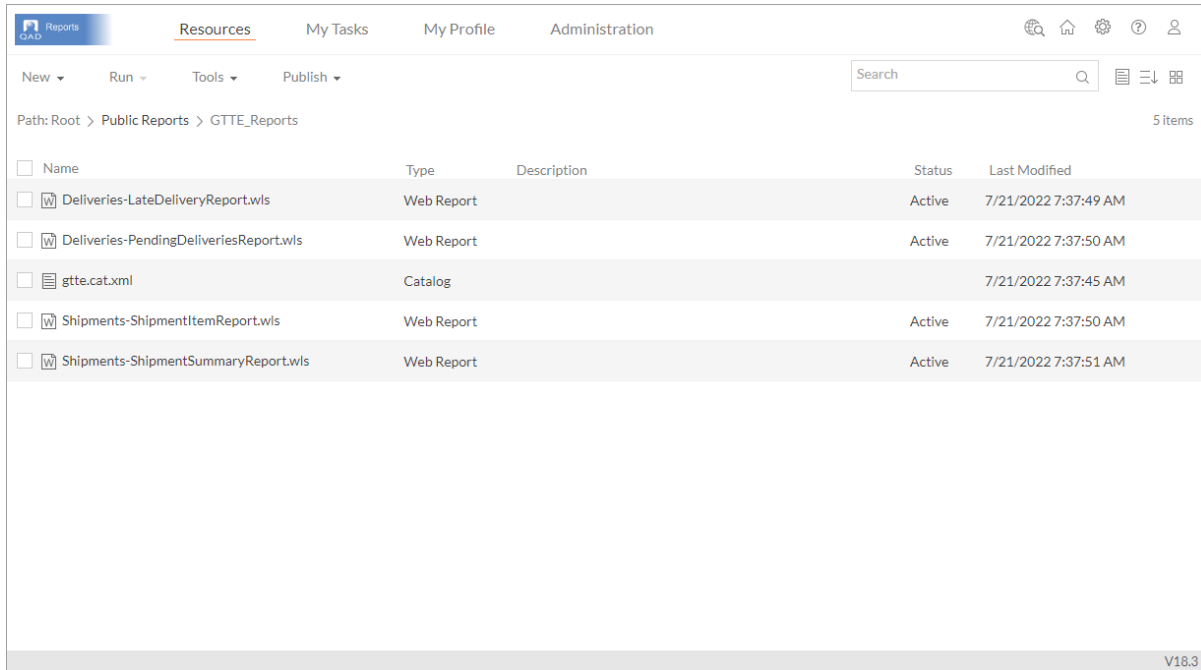 QAD Reports Resources My Tasks My Profile Administration
New Run Tools Publish Search
Path: Root > Public Reports > GTTE_Reports 5 items
Name Type Description Status Last Modified
Deliveries-LateDeliveryReport.wls Web Report Active 7/21/2022 7:37:49 AM
Deliveries-PendingDeliveriesReport.wls Web Report Active 7/21/2022 7:37:50 AM
gtte.cat.xml Catalog 7/21/2022 7:37:45 AM
Shipments-ShipmentItemReport.wls Web Report Active 7/21/2022 7:37:50 AM
Shipments-ShipmentSummaryReport.wls Web Report Active 7/21/2022 7:37:51 AM
V18.3